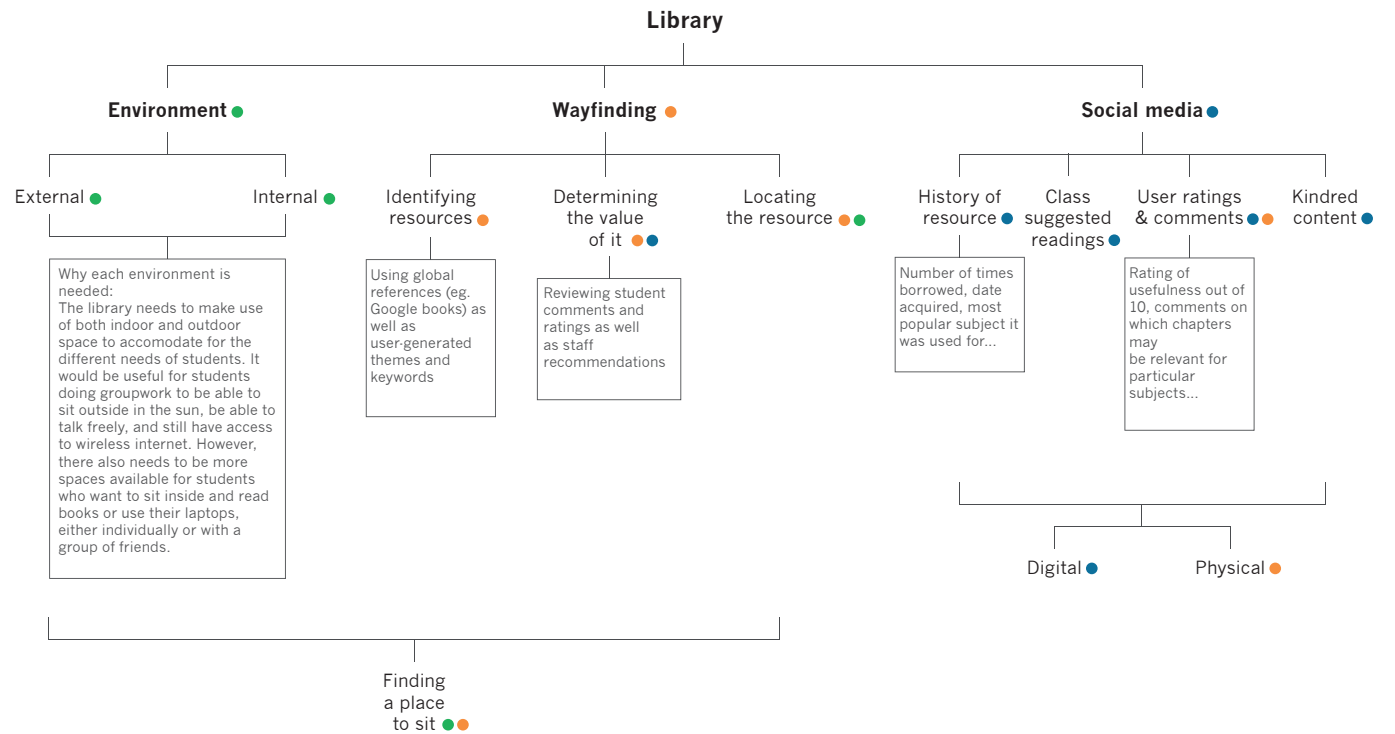 Library
Environment
Wayfinding
Social media
External
Internal
Identifying
resources
Determining
the value
of it
Locating
the resource
History of
resource
Class
suggested
readings
User ratings
& comments
Kindred
content
Why each environment is
needed:
The library needs to make use
of both indoor and outdoor
space to accomodate for the
different needs of students. It
would be useful for students
doing groupwork to be able to
sit outside in the sun, be able to
talk freely, and still have access
to wireless internet. However,
there also needs to be more
spaces available for students
who want to sit inside and read
books or use their laptops,
either individually or with a
group of friends.
Using global
references (eg.
Google books) as
well as
user-generated
themes and
keywords
Reviewing student
comments and
ratings as well
as staff
recommendations
Number of times
borrowed, date
acquired, most
popular subject it
was used for...
Rating of
usefulness out of
10, comments on
which chapters
may
be relevant for
particular
subjects...
Digital
Physical
Finding
a place
to sit